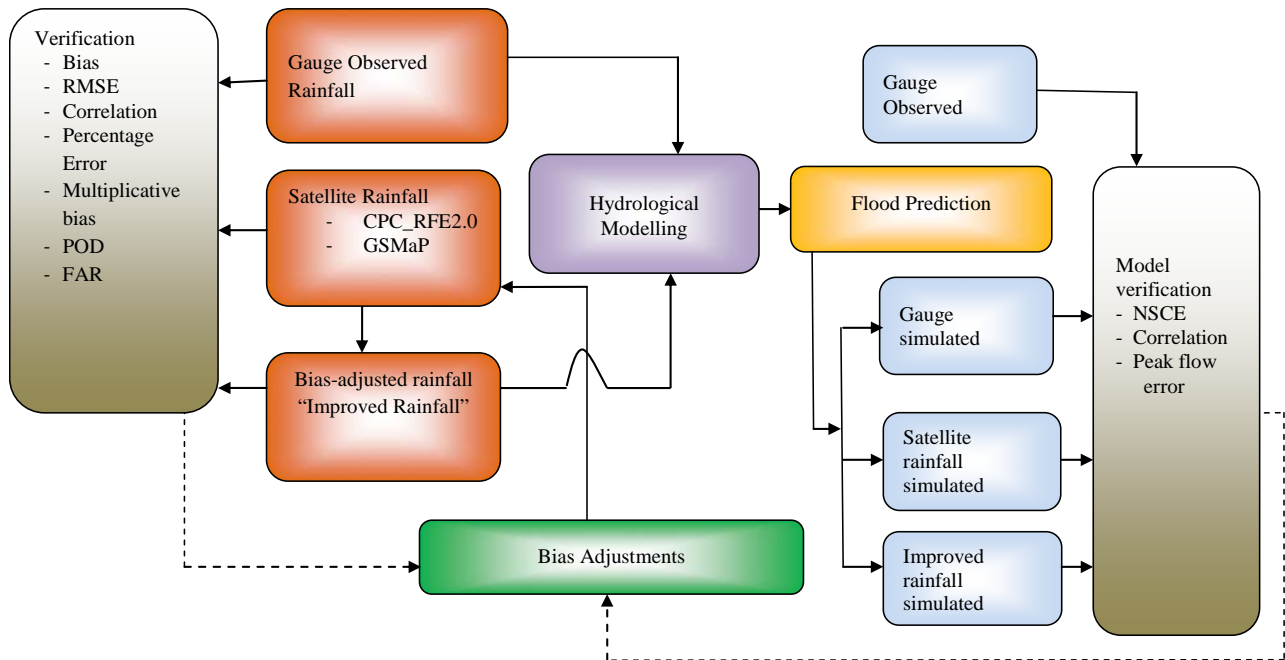 Verification
- Bias
- RMSE
- Correlation
- Percentage
Error
- Multiplicative
bias
- POD
- FAR
Gauge Observed
Rainfall
Satellite Rainfall
- CPC_RFE2.0
- GSMaP
Bias-adjusted rainfall
“Improved Rainfall”
Bias Adjustments
Hydrological
Modelling
Flood Prediction
Gauge
Observed
Gauge
simulated
Satellite
rainfall
simulated
Improved
rainfall
simulated
Model
verification
- NSCE
- Correlation
- Peak flow
error